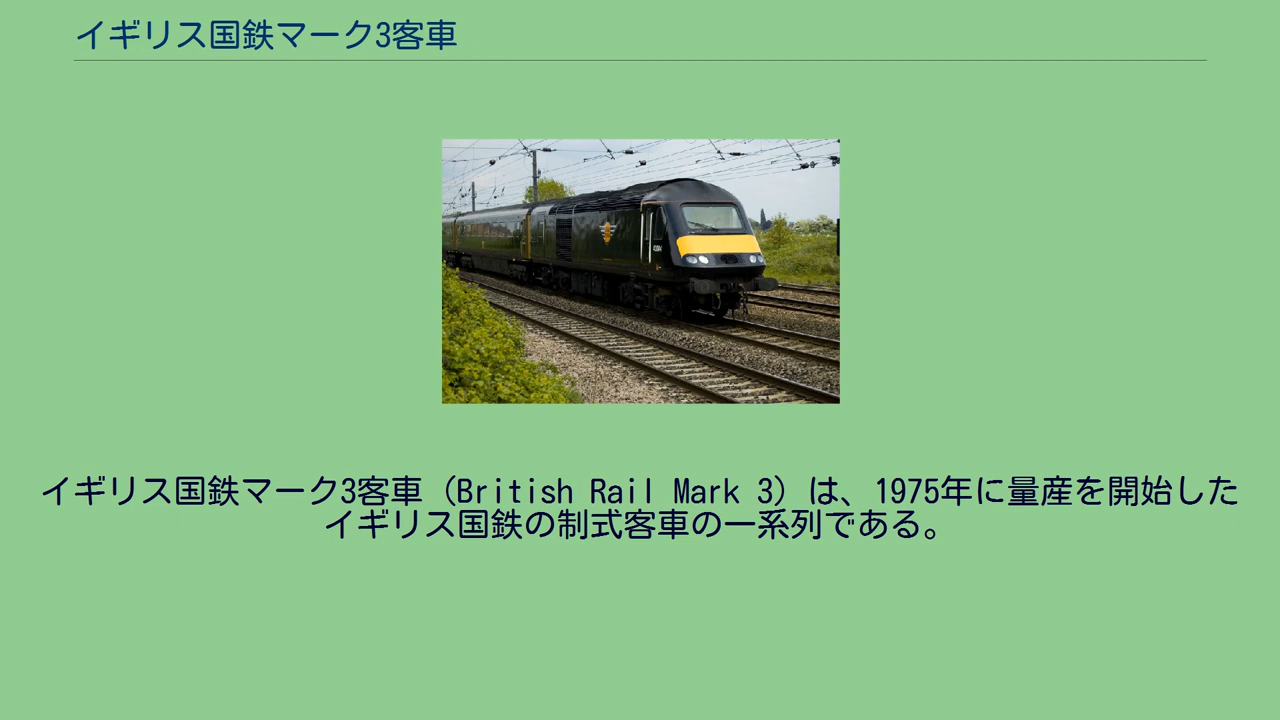 イギリス国鉄マーク3客車
イギリス国鉄マーク3客車（British Rail Mark 3）は、1975年に量産を開始した
イギリス国鉄の制式客車の一系列である。